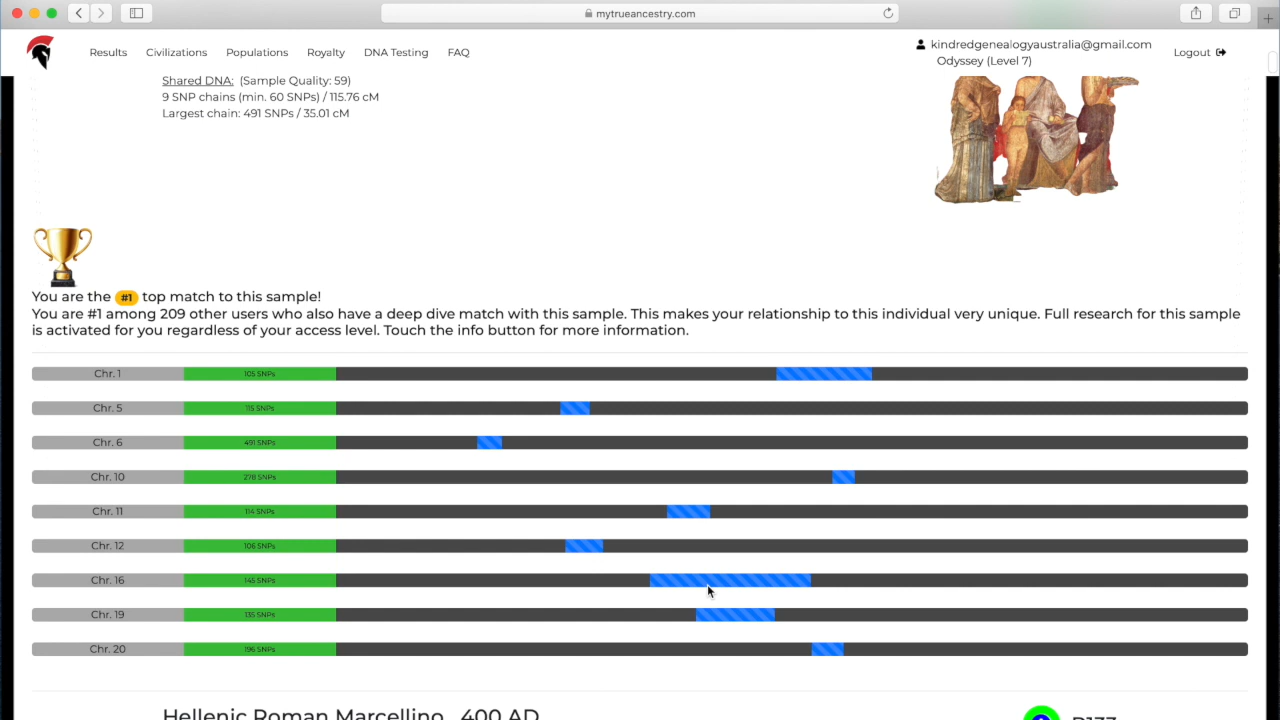 mytrueancestry.com
Results Civilizations Populations Royalty DNA Testing FAQ
kindredgenealogyaustralia@gmail.com
Odyssey (Level 7)
Logout
Shared DNA: (Sample Quality: 59)
9 SNP chains (min. 60 SNPs) / 115.76 cM
Largest chain: 491 SNPs / 35.01 cM
You are the #1 top match to this sample!
You are #1 among 209 other users who also have a deep dive match with this sample. This makes your relationship to this individual very unique. Full research for this sample
is activated for you regardless of your access level. Touch the info button for more information.
Chr. 1 105 SNPs
Chr. 5 115 SNPs
Chr. 6 491 SNPs
Chr. 10 278 SNPs
Chr. 11 114 SNPs
Chr. 12 106 SNPs
Chr. 16 145 SNPs
Chr. 19 135 SNPs
Chr. 20 196 SNPs
Hellenic Roman Marcellino 400 AD